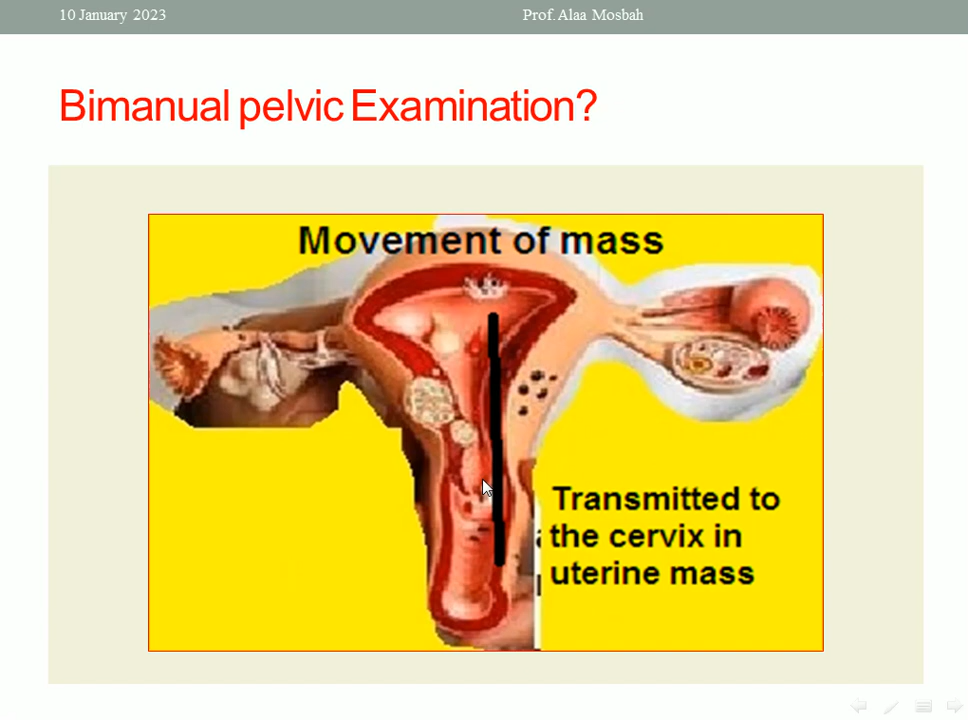 10 January 2023
Prof. Alaa Mosbah
Bimanual pelvic Examination?
Movement of mass
Transmitted to
the cervix in
uterine mass